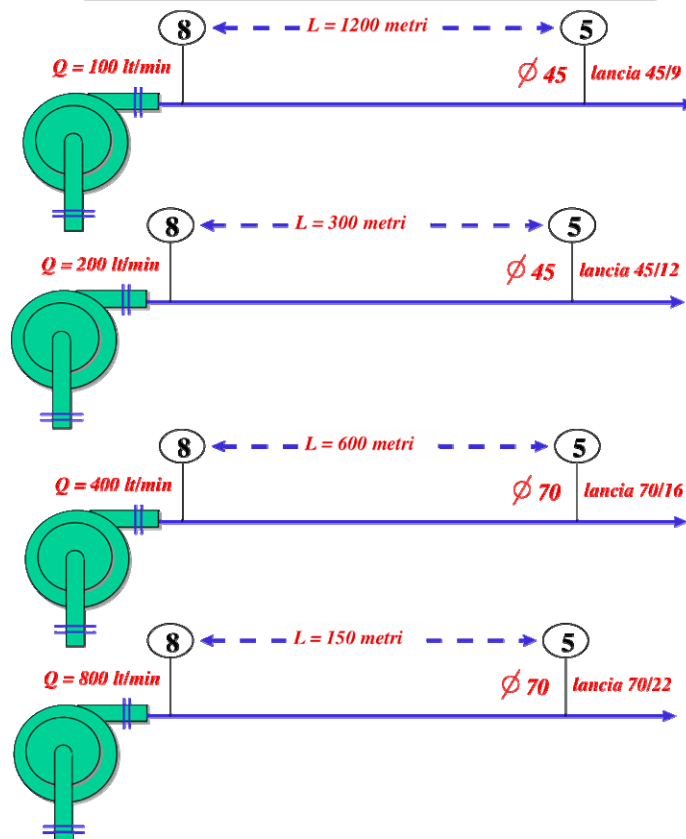 8 L = 1200 metri 5
Q = 100 lt/min ∅ 45 lancia 45/9
8 L = 300 metri 5
Q = 200 lt/min ∅ 45 lancia 45/12
8 L = 600 metri 5
Q = 400 lt/min ∅ 70 lancia 70/16
8 L = 150 metri 5
Q = 800 lt/min ∅ 70 lancia 70/22